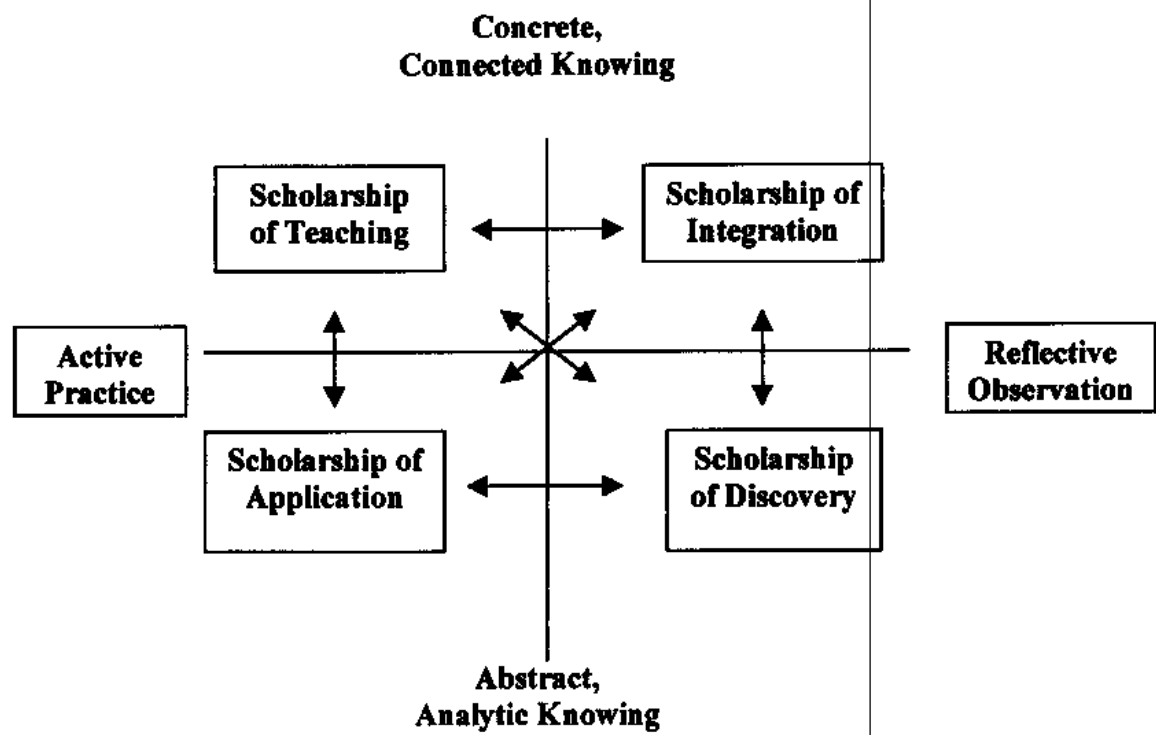 Concrete,
Connected Knowing
Scholarship
of Teaching
Scholarship of
Integration
Active
Practice
Reflective
Observation
Scholarship of
Application
Scholarship
of Discovery
Abstract,
Analytic Knowing